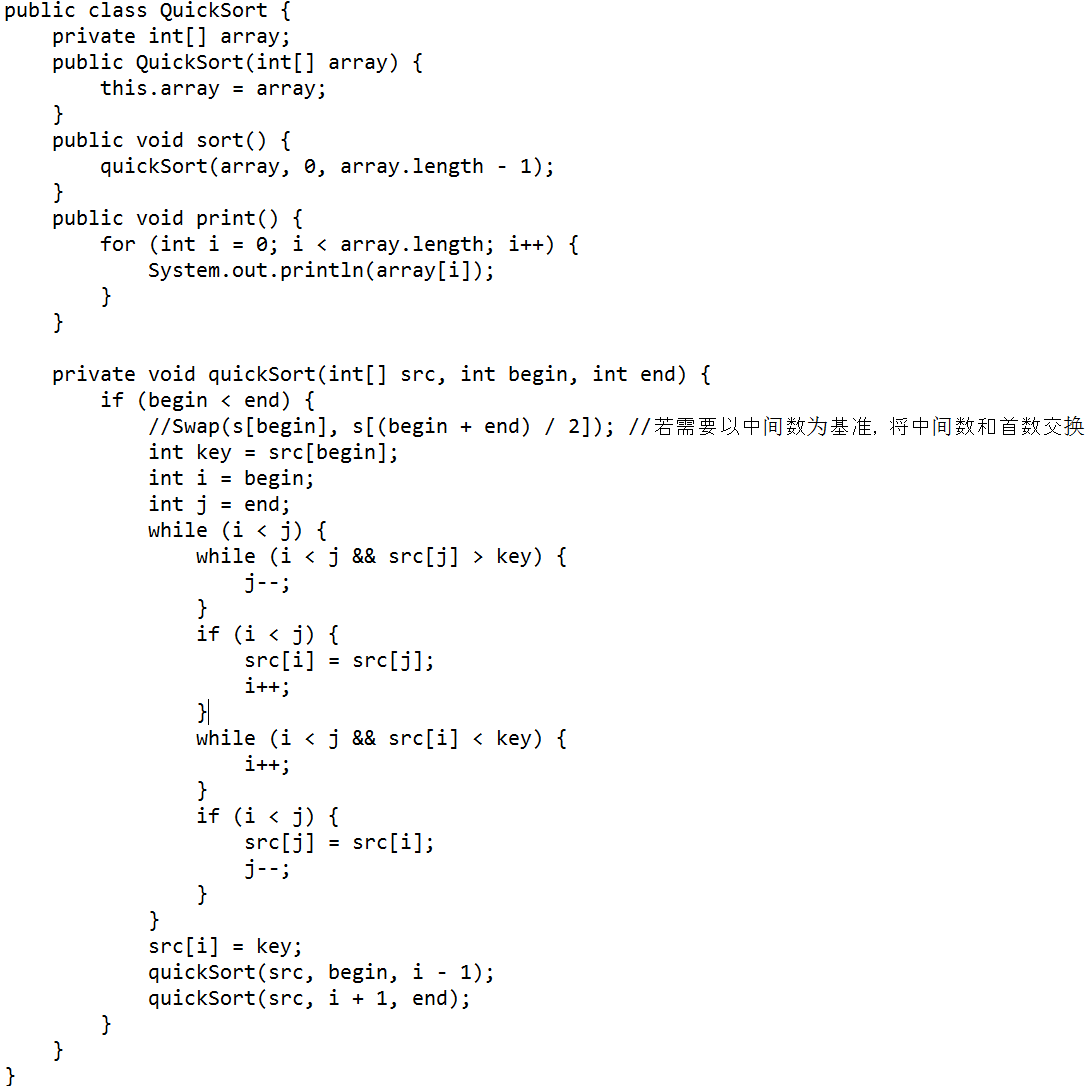 public class QuickSort {
    private int[] array;
    public QuickSort(int[] array) {
        this.array = array;
    }
    public void sort() {
        quickSort(array, 0, array.length - 1);
    }
    public void print() {
        for (int i = 0; i < array.length; i++) {
            System.out.println(array[i]);
        }
    }

    private void quickSort(int[] src, int begin, int end) {
        if (begin < end) {
            //Swap(s[begin], s[(begin + end) / 2]); //若需要以中间数为基准, 将中间数和首数交换
            int key = src[begin];
            int i = begin;
            int j = end;
            while (i < j) {
                while (i < j && src[j] > key) {
                    j--;
                }
                if (i < j) {
                    src[i] = src[j];
                    i++;
                }
                while (i < j && src[i] < key) {
                    i++;
                }
                if (i < j) {
                    src[j] = src[i];
                    j--;
                }
            }
            src[i] = key;
            quickSort(src, begin, i - 1);
            quickSort(src, i + 1, end);
        }
    }
}